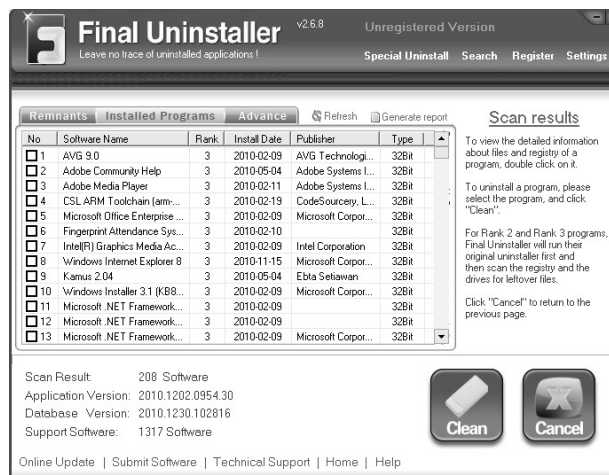 Final Uninstaller v2.6.8 Unregistered Version
Leave no trace of uninstalled applications !
Special Uninstall Search Register Settings
Remnants Installed Programs Advance Refresh Generate report
Scan results
No Software Name Rank Install Date Publisher Type
1 AVG 9.0 3 2010-02-09 AVG Technologi... 32Bit
2 Adobe Community Help 3 2010-05-04 Adobe Systems I... 32Bit
3 Adobe Media Player 3 2010-02-11 Adobe Systems I... 32Bit
4 CSL ARM Toolchain (arm-... 3 2010-02-19 CodeSourcery, L... 32Bit
5 Microsoft Office Enterprise ... 3 2010-02-09 Microsoft Corpor... 32Bit
6 Fingerprint Attendance Sys... 3 2010-02-10 32Bit
7 Intel(R) Graphics Media Ac... 3 2010-02-09 Intel Corporation 32Bit
8 Windows Internet Explorer 8 3 2010-11-15 Microsoft Corpor... 32Bit
9 Kamus 2.04 3 2010-05-04 Ebta Setiawan 32Bit
10 Windows Installer 3.1 (KB8... 3 2010-02-09 Microsoft Corpor... 32Bit
11 Microsoft .NET Framework... 3 2010-02-09 32Bit
12 Microsoft .NET Framework... 3 2010-02-09 32Bit
13 Microsoft .NET Framework... 3 2010-02-09 Microsoft Corpor... 32Bit
To view the detailed information
about files and registry of a
program, double click on it.
To uninstall a program, please
select the program, and click
"Clean".
For Rank 2 and Rank 3 programs,
Final Uninstaller will run their
original uninstaller first and
then scan the registry and the
drives for leftover files.
Click "Cancel" to return to the
previous page.
Scan Result: 208 Software
Application Version: 2010.1202.0954.30
Database Version: 2010.1230.102816
Support Software: 1317 Software
Clean
Cancel
Online Update | Submit Software | Technical Support | Home | Help